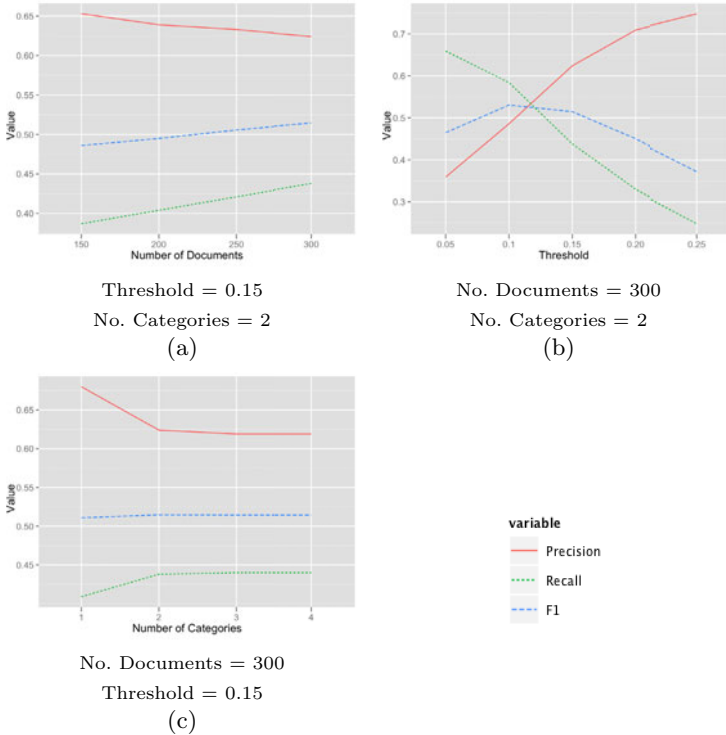 0.65
0.60
0.55
0.50
0.45
0.40
Value
150
200
250
300
Number of Documents
Threshold = 0.15
No. Categories = 2
(a)
0.7
0.6
0.5
0.4
0.3
Value
0.05
0.1
0.15
0.20
0.25
Threshold
No. Documents = 300
No. Categories = 2
(b)
0.65
0.60
0.55
0.50
0.45
Value
1
2
3
4
Number of Categories
No. Documents = 300
Threshold = 0.15
(c)
variable
Precision
Recall
F1